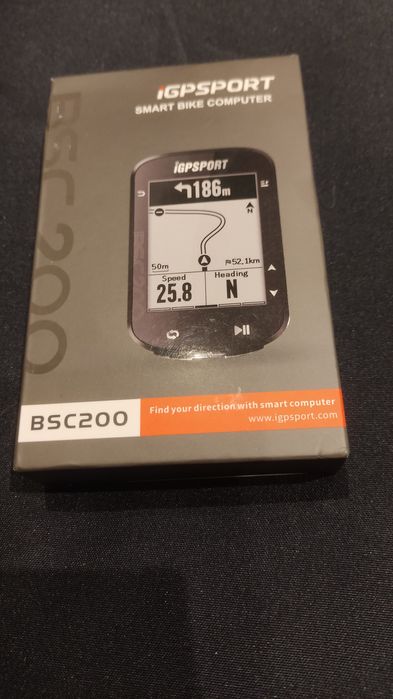 iGPSPORT
SMART BIKE COMPUTER
BSC200
iGPSPORT
186m
N
50m
52.1km
Speed
Heading
25.8
N
BSC200
Find your direction with smart computer
www.igpsport.com